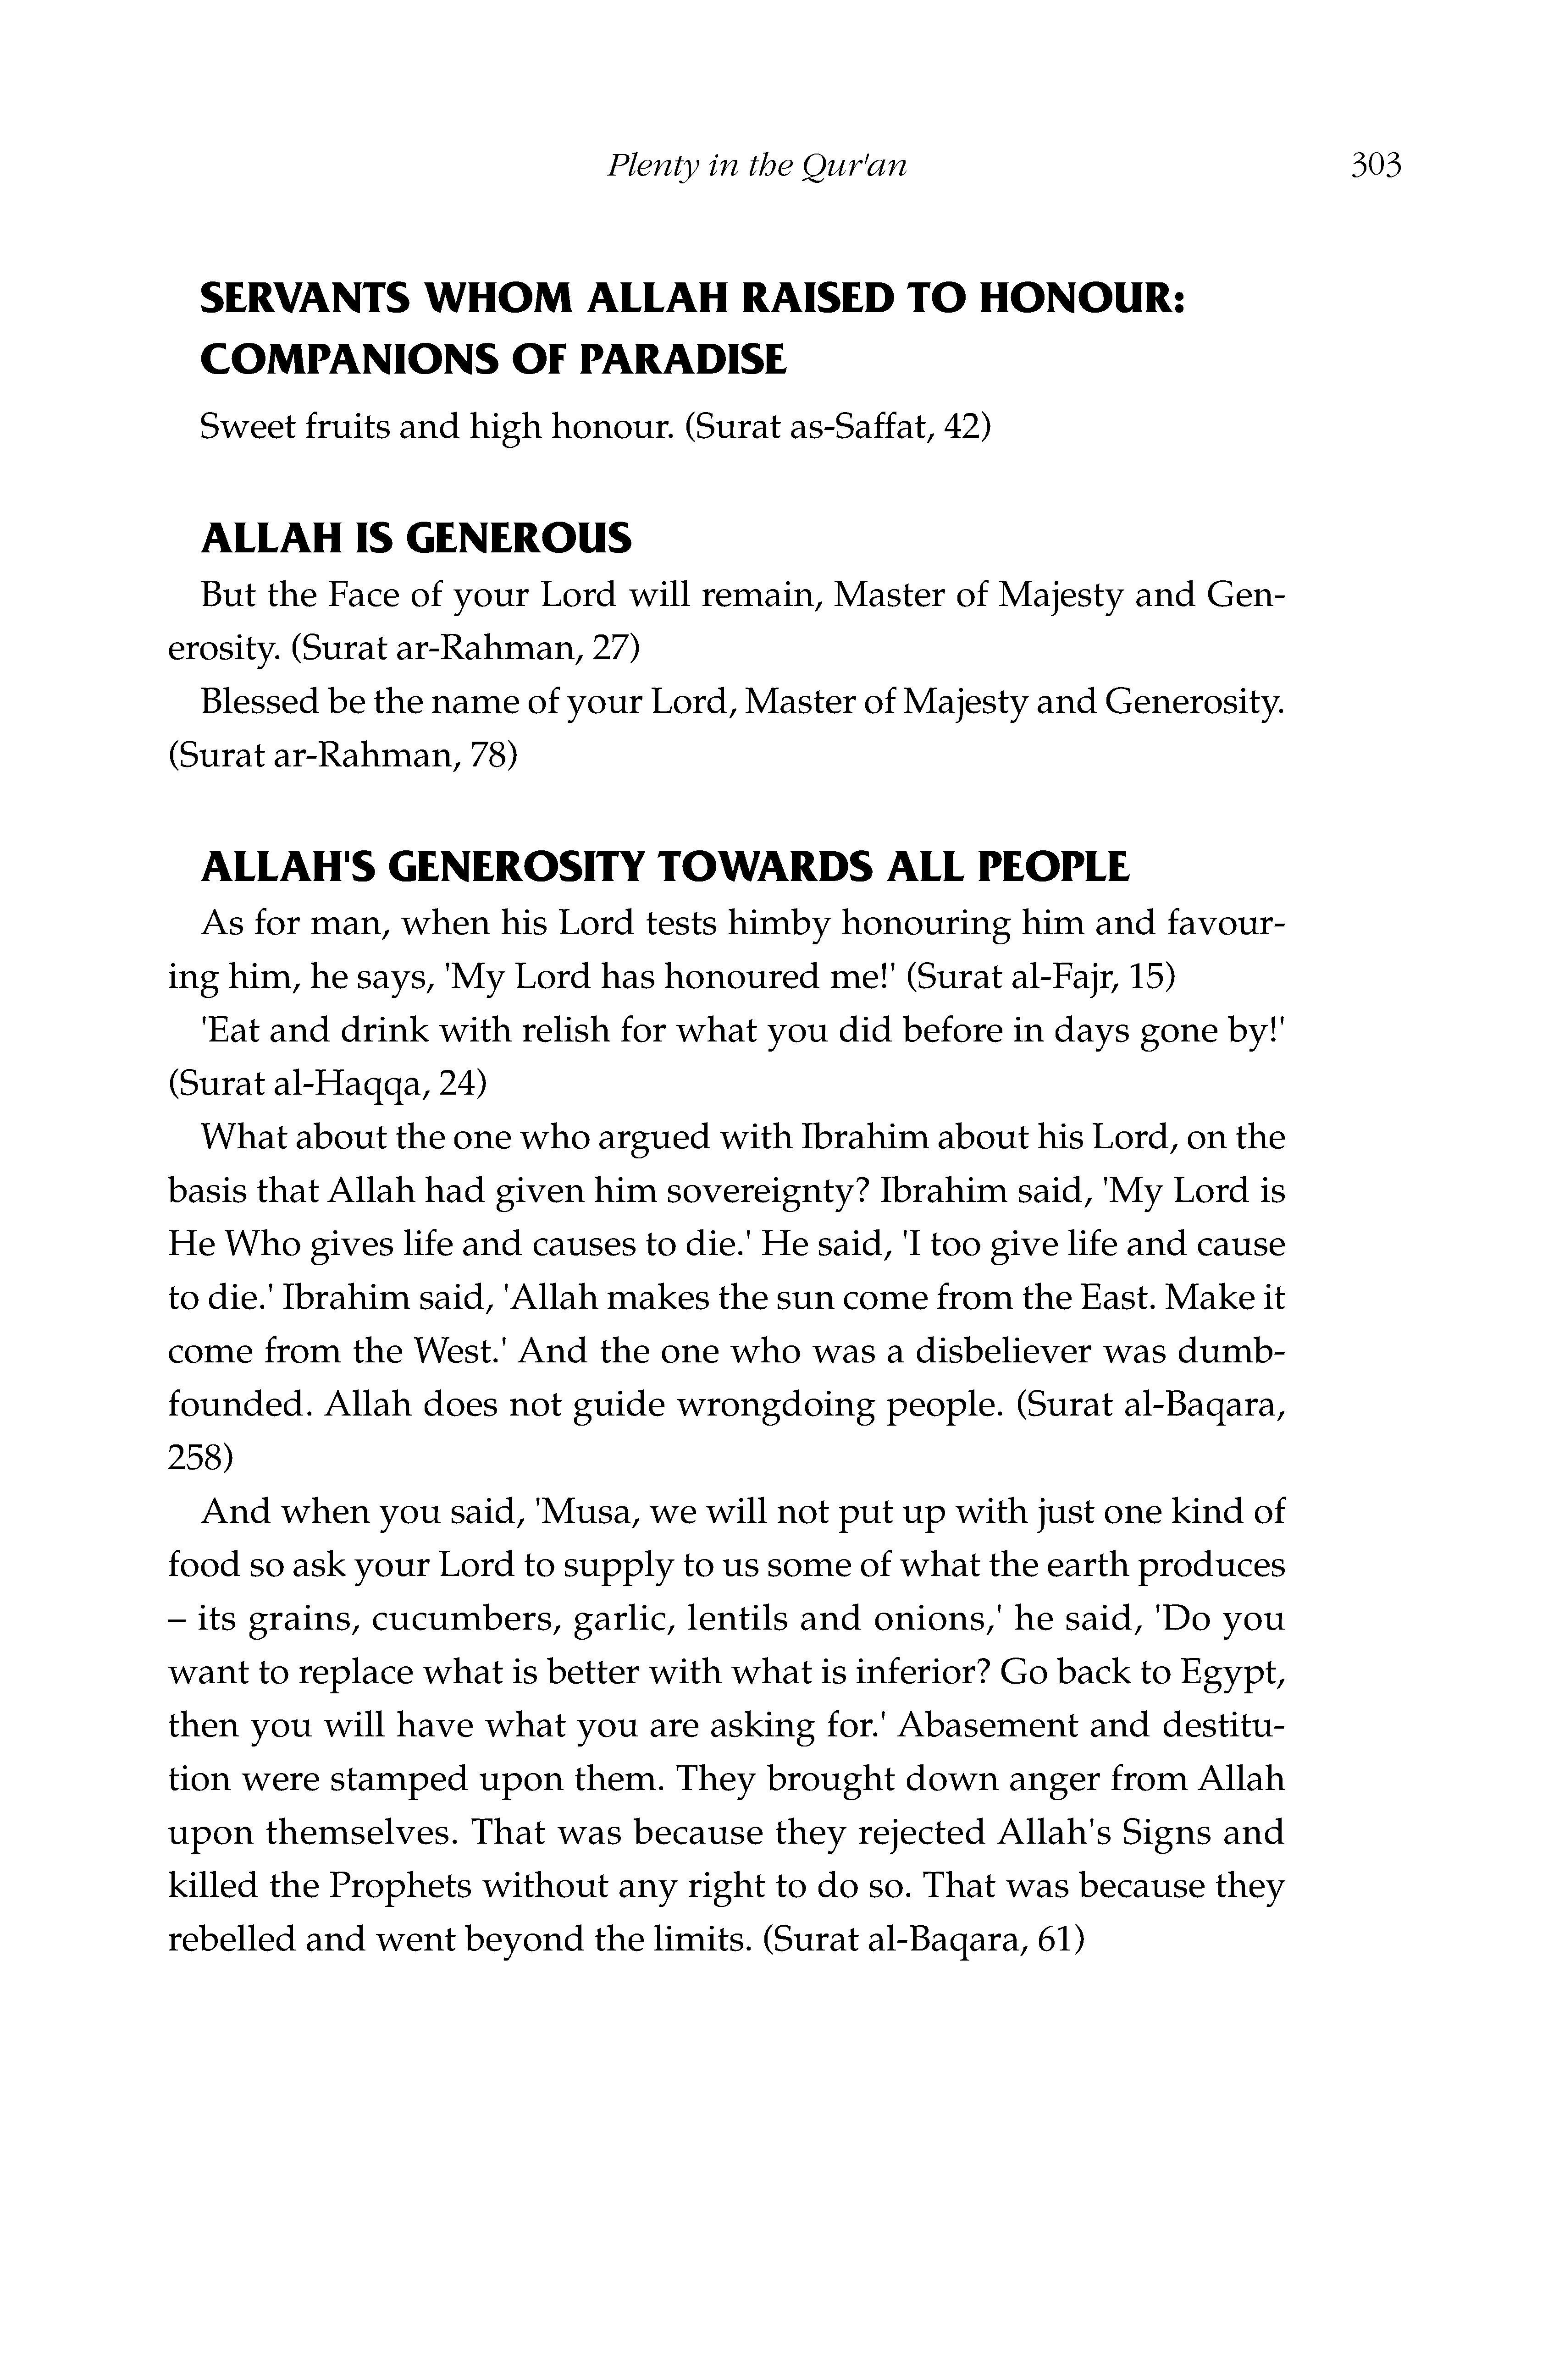 Plenty in the Qur'an 303
SERVANTS WHOM ALLAH RAISED TO HONOUR:
COMPANIONS OF PARADISE
Sweet fruits and high honour. (Surat as-Saffat, 42)
ALLAH IS GENEROUS
But the Face of your Lord will remain, Master of Majesty and Gen-
erosity. (Surat ar-Rahman, 27)
Blessed be the name of your Lord, Master of Majesty and Generosity.
(Surat ar-Rahman, 78)
ALLAH'S GENEROSITY TOWARDS ALL PEOPLE
As for man, when his Lord tests himby honouring him and favour-
ing him, he says, 'My Lord has honoured me!' (Surat al-Fajr, 15)
'Eat and drink with relish for what you did before in days gone by!'
(Surat al-Haqqa, 24)
What about the one who argued with Ibrahim about his Lord, on the
basis that Allah had given him sovereignty? Ibrahim said, 'My Lord is
He Who gives life and causes to die.' He said, 'I too give life and cause
to die.' Ibrahim said, 'Allah makes the sun come from the East. Make it
come from the West.' And the one who was a disbeliever was dumb-
founded. Allah does not guide wrongdoing people. (Surat al-Baqara,
258)
And when you said, 'Musa, we will not put up with just one kind of
food so ask your Lord to supply to us some of what the earth produces
– its grains, cucumbers, garlic, lentils and onions,' he said, 'Do you
want to replace what is better with what is inferior? Go back to Egypt,
then you will have what you are asking for.' Abasement and destitu-
tion were stamped upon them. They brought down anger from Allah
upon themselves. That was because they rejected Allah's Signs and
killed the Prophets without any right to do so. That was because they
rebelled and went beyond the limits. (Surat al-Baqara, 61)